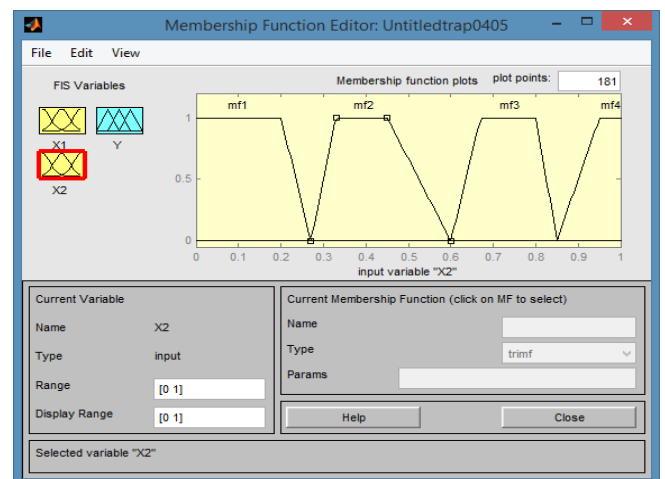 Membership Function Editor: Untitledtrap0405
File Edit View
FIS Variables
X1 Y
X2
Membership function plots plot points: 181
mf1 mf2 mf3 mf4
1
0.5
0
0 0.1 0.2 0.3 0.4 0.5 0.6 0.7 0.8 0.9 1
input variable "X2"
Current Variable
Name X2
Type input
Range [0 1]
Display Range [0 1]
Current Membership Function (click on MF to select)
Name
Type trimf
Params
Help Close
Selected variable "X2"